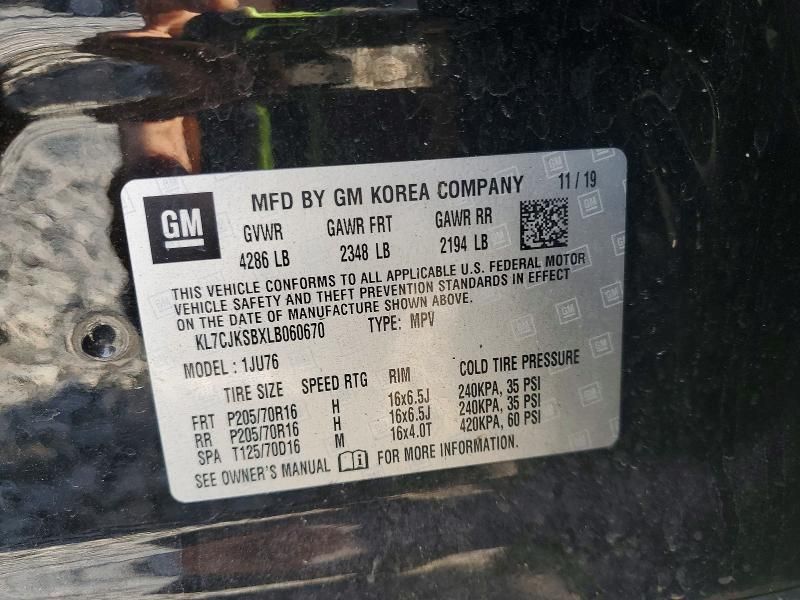 GM
MFD BY GM KOREA COMPANY 11 / 19
GVWR GAWR FRT GAWR RR
4286 LB 2348 LB 2194 LB
THIS VEHICLE CONFORMS TO ALL APPLICABLE U.S. FEDERAL MOTOR
VEHICLE SAFETY AND THEFT PREVENTION STANDARDS IN EFFECT
ON THE DATE OF MANUFACTURE SHOWN ABOVE.
KL7CJKSBXLB060670 TYPE: MPV
MODEL : 1JU76
TIRE SIZE SPEED RTG RIM COLD TIRE PRESSURE
FRT P205/70R16 H 16x6.5J 240KPA, 35 PSI
RR P205/70R16 H 16x6.5J 240KPA, 35 PSI
SPA T125/70D16 M 16x4.0T 420KPA, 60 PSI
SEE OWNER'S MANUAL FOR MORE INFORMATION.